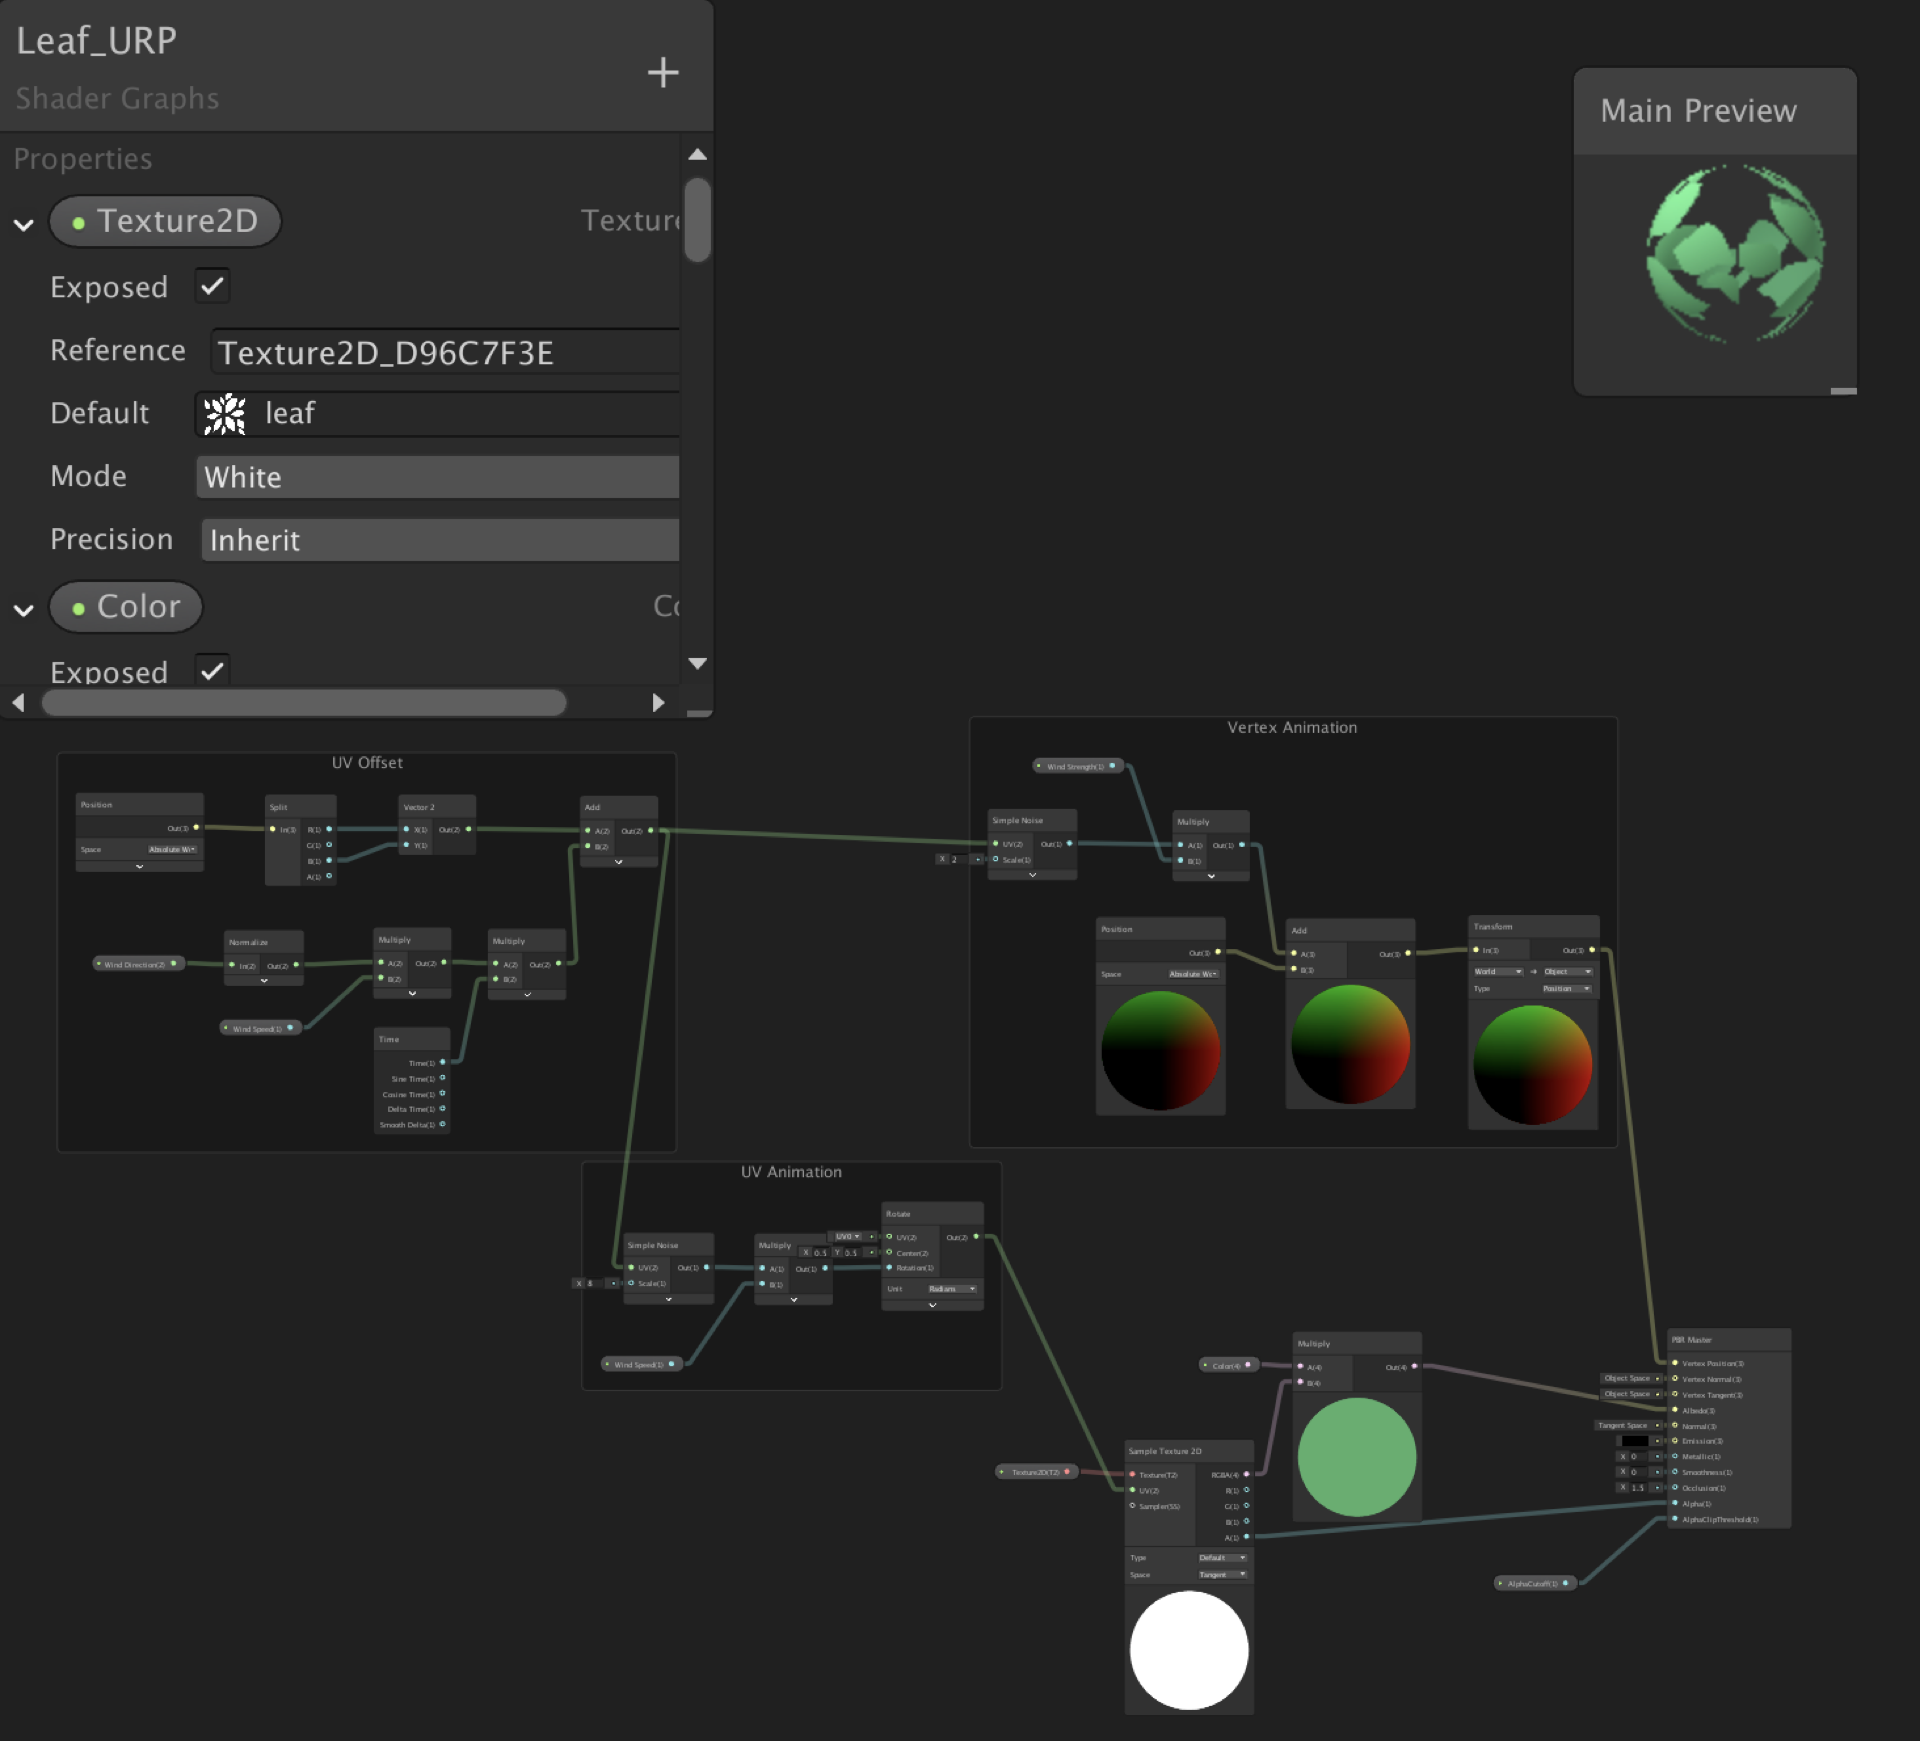 Leaf_URP
Shader Graphs
Properties
Texture2D
Exposed
Reference Texture2D_D96C7F3E
Default leaf
Mode White
Precision Inherit
Color
Exposed
Main Preview
UV Offset
Position
Out(3)
Space Absolute
Split
In(3) R(1)
G(1)
B(1)
A(1)
Vector 2
X(1) Out(2)
Y(1)
Add
A(2) Out(2)
B(2)
Wind Direction(2)
Normalize
In(2) Out(2)
Wind Speed(1)
Multiply
A(2) Out(2)
B(2)
Multiply
A(2) Out(2)
B(2)
Time
Time(1)
Sine Time(1)
Cosine Time(1)
Delta Time(1)
Smooth Delta(1)
Vertex Animation
Wind Strength(1)
Simple Noise
UV(2) Out(1)
X 2 Scale(1)
Multiply
A(1) Out(1)
B(1)
Position
Out(3)
Space Absolute
Add
A(3) Out(3)
B(3)
Transform
In(3) Out(3)
World Object
Type Position
UV Animation
Simple Noise
UV(2) Out(1)
X 8 Scale(1)
Wind Speed(1)
Multiply
A(1) Out(1)
B(1)
Rotate
UV0 UV(2) Out(2)
X 0.5 Y 0.5 Center(2)
Rotation(1)
Unit Radians
Texture2D(T2)
Sample Texture 2D
Texture(T2) RGBA(4)
UV(2) R(1)
Sampler(SS) G(1)
B(1)
A(1)
Type Default
Space Tangent
Color(4)
Multiply
A(4) Out(4)
B(4)
PBR Master
Vertex Position(3)
Object Space Vertex Normal(3)
Object Space Vertex Tangent(3)
Albedo(3)
Tangent Space Normal(3)
Emission(3)
X 0 Metallic(1)
X 0 Smoothness(1)
X 1.5 Occlusion(1)
Alpha(1)
AlphaClipThreshold(1)
AlphaCutoff(1)